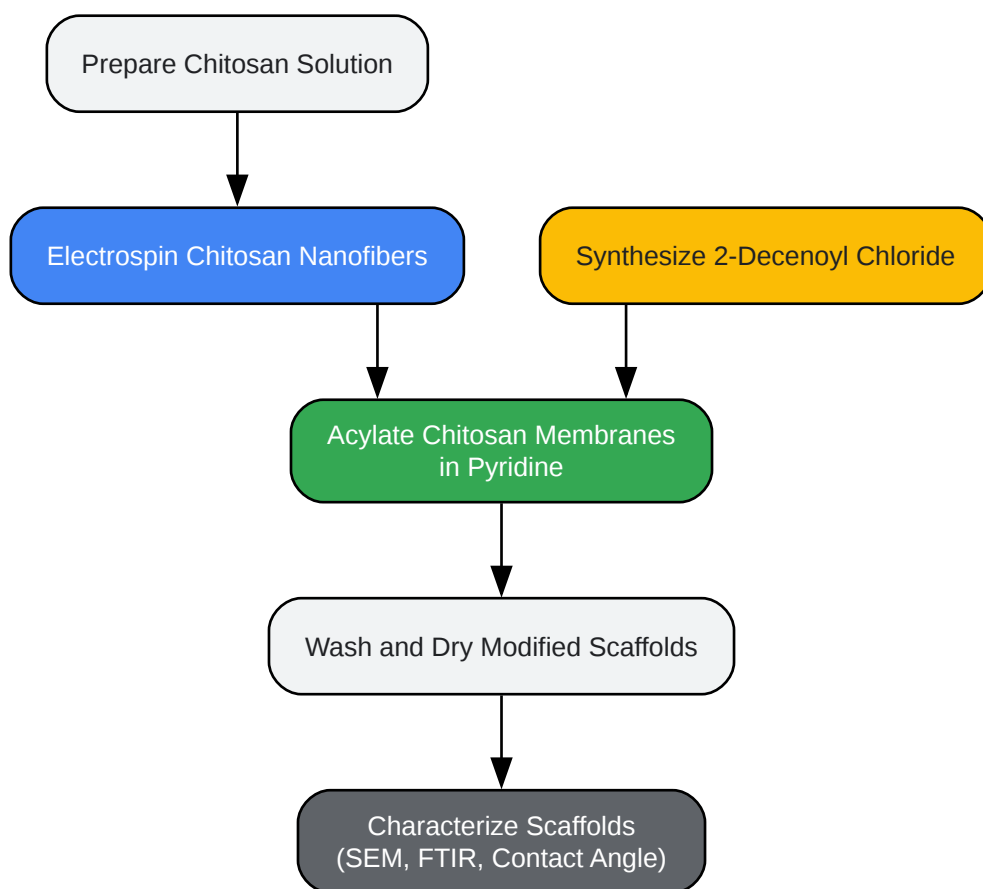 Prepare Chitosan Solution
Electrospin Chitosan Nanofibers
Synthesize 2-Decenoyl Chloride
Acylate Chitosan Membranes
in Pyridine
Wash and Dry Modified Scaffolds
Characterize Scaffolds
(SEM, FTIR, Contact Angle)